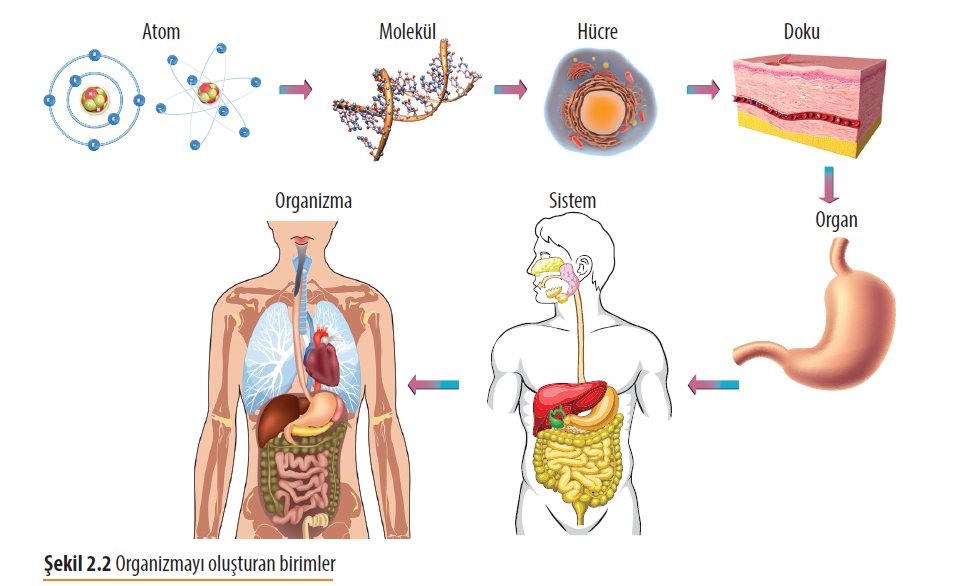 Atom
Molekül
Hücre
Doku
Organ
Sistem
Organizma
Şekil 2.2 Organizmayı oluşturan birimler